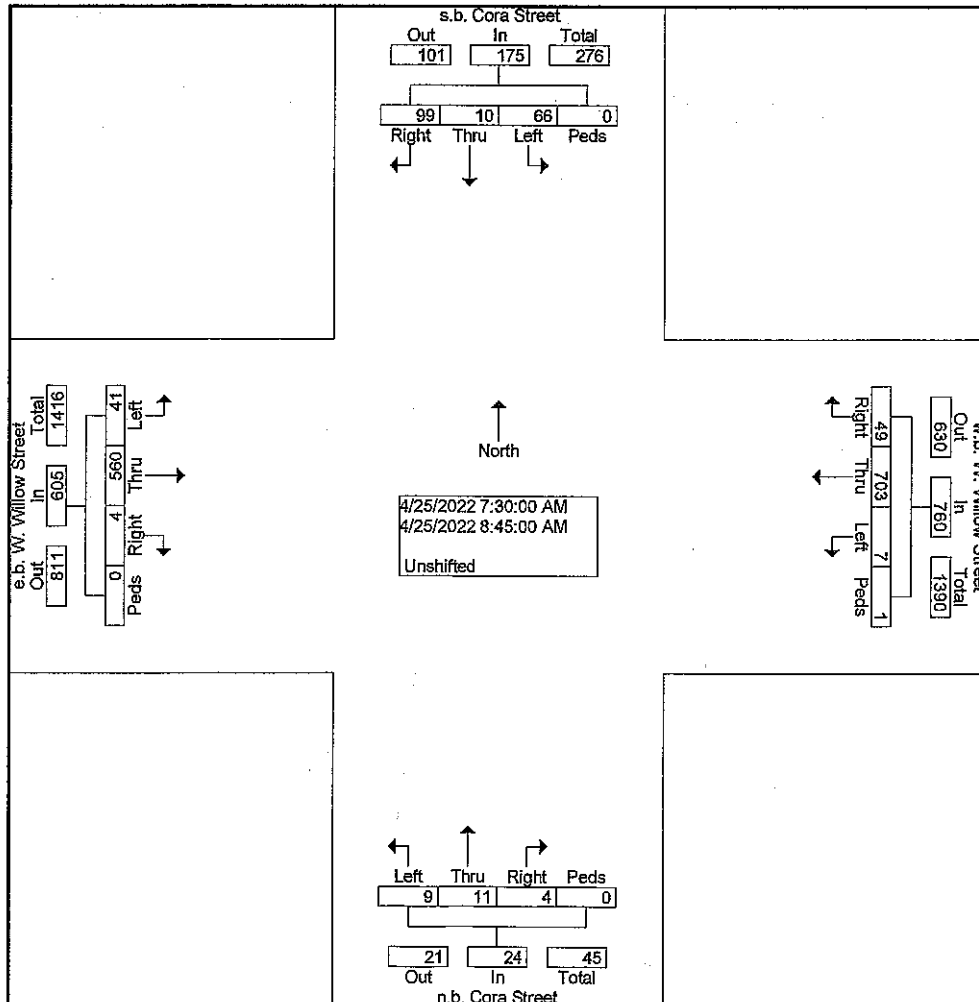 s.b. Cora Street
Out In Total
101 175 276
99 10 66 0
Right Thru Left Peds
e.b. W. Willow Street
Total In Out
1416 605 811
41 560 4 0
Left Thru Right Peds
North
4/25/2022 7:30:00 AM
4/25/2022 8:45:00 AM
Unshifted
Right Thru Left Peds
49 703 7 1
Out In Total
630 760 1390
w.b. W. Willow Street
Left Thru Right Peds
9 11 4 0
21 24 45
Out In Total
n.b. Cora Street